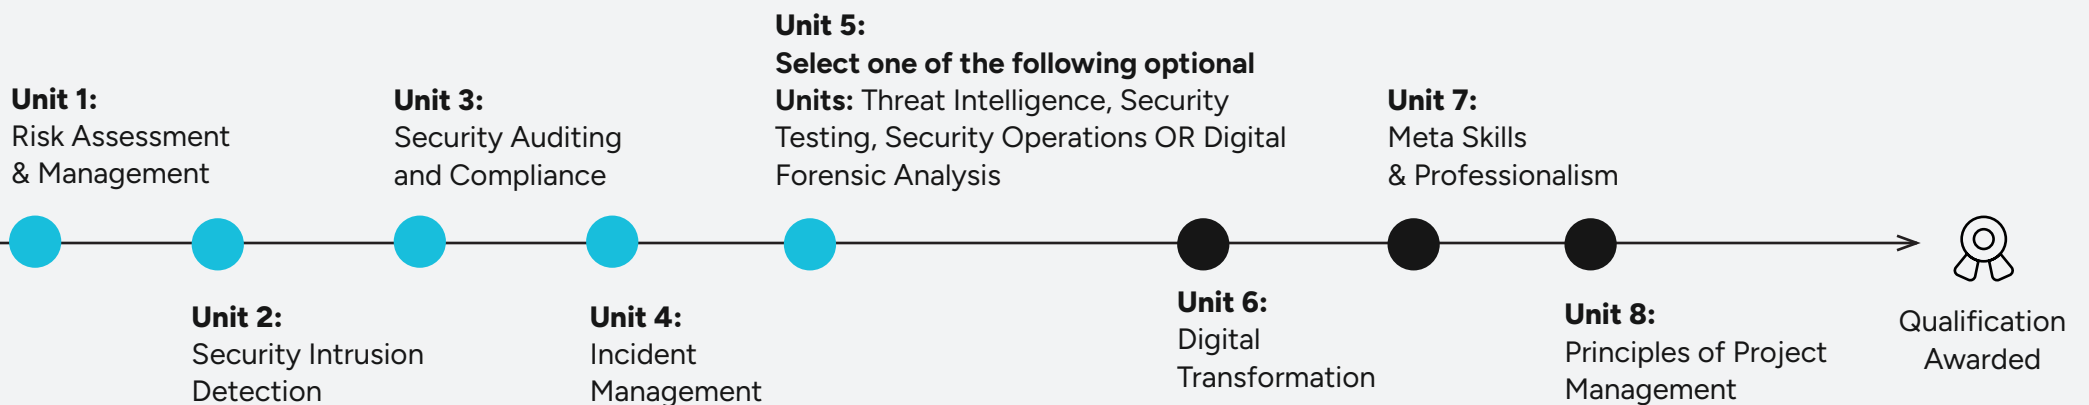 Unit 1:
Risk Assessment
& Management
Unit 2:
Security Intrusion
Detection
Unit 3:
Security Auditing
and Compliance
Unit 4:
Incident
Management
Unit 5:
Select one of the following optional
Units: Threat Intelligence, Security
Testing, Security Operations OR Digital
Forensic Analysis
Unit 6:
Digital
Transformation
Unit 7:
Meta Skills
& Professionalism
Unit 8:
Principles of Project
Management
Qualification
Awarded